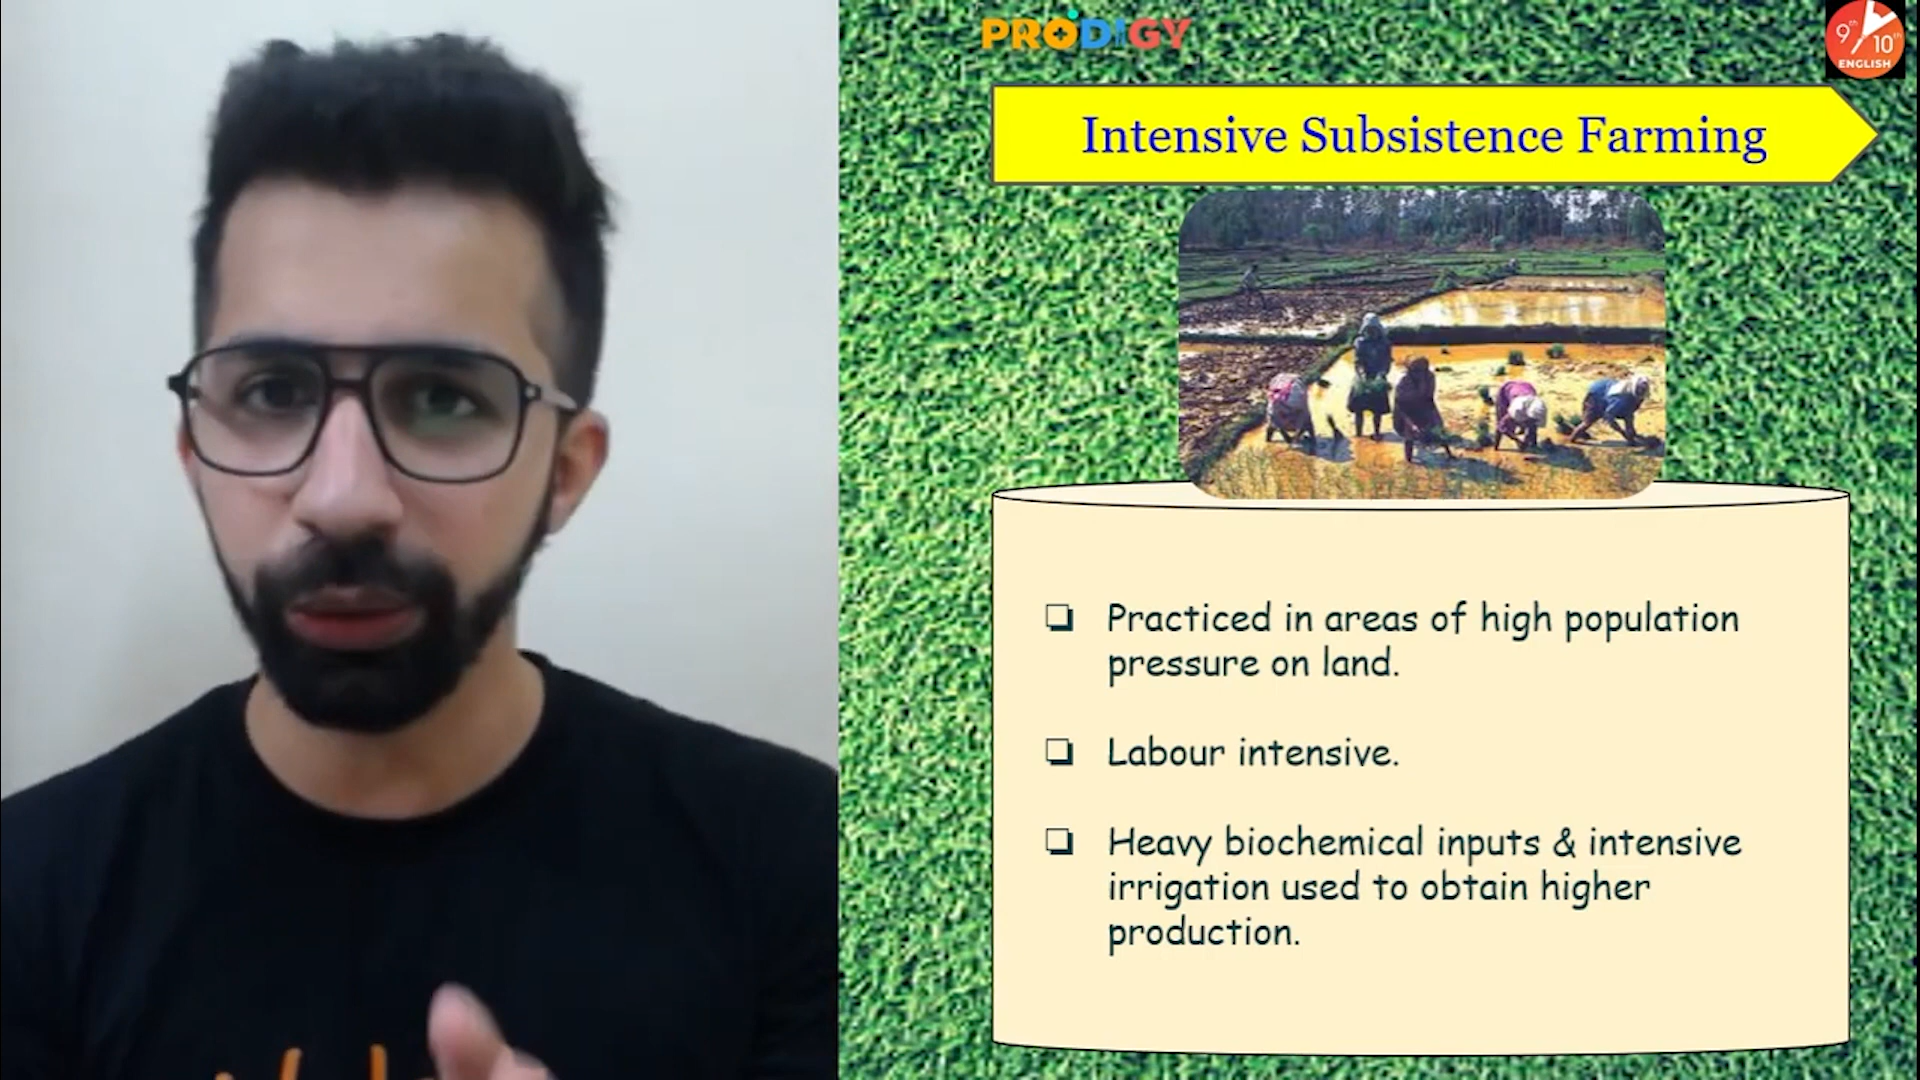 PRODIGY
9th 10th
ENGLISH
Intensive Subsistence Farming
❏ Practiced in areas of high population
pressure on land.
❏ Labour intensive.
❏ Heavy biochemical inputs & intensive
irrigation used to obtain higher
production.